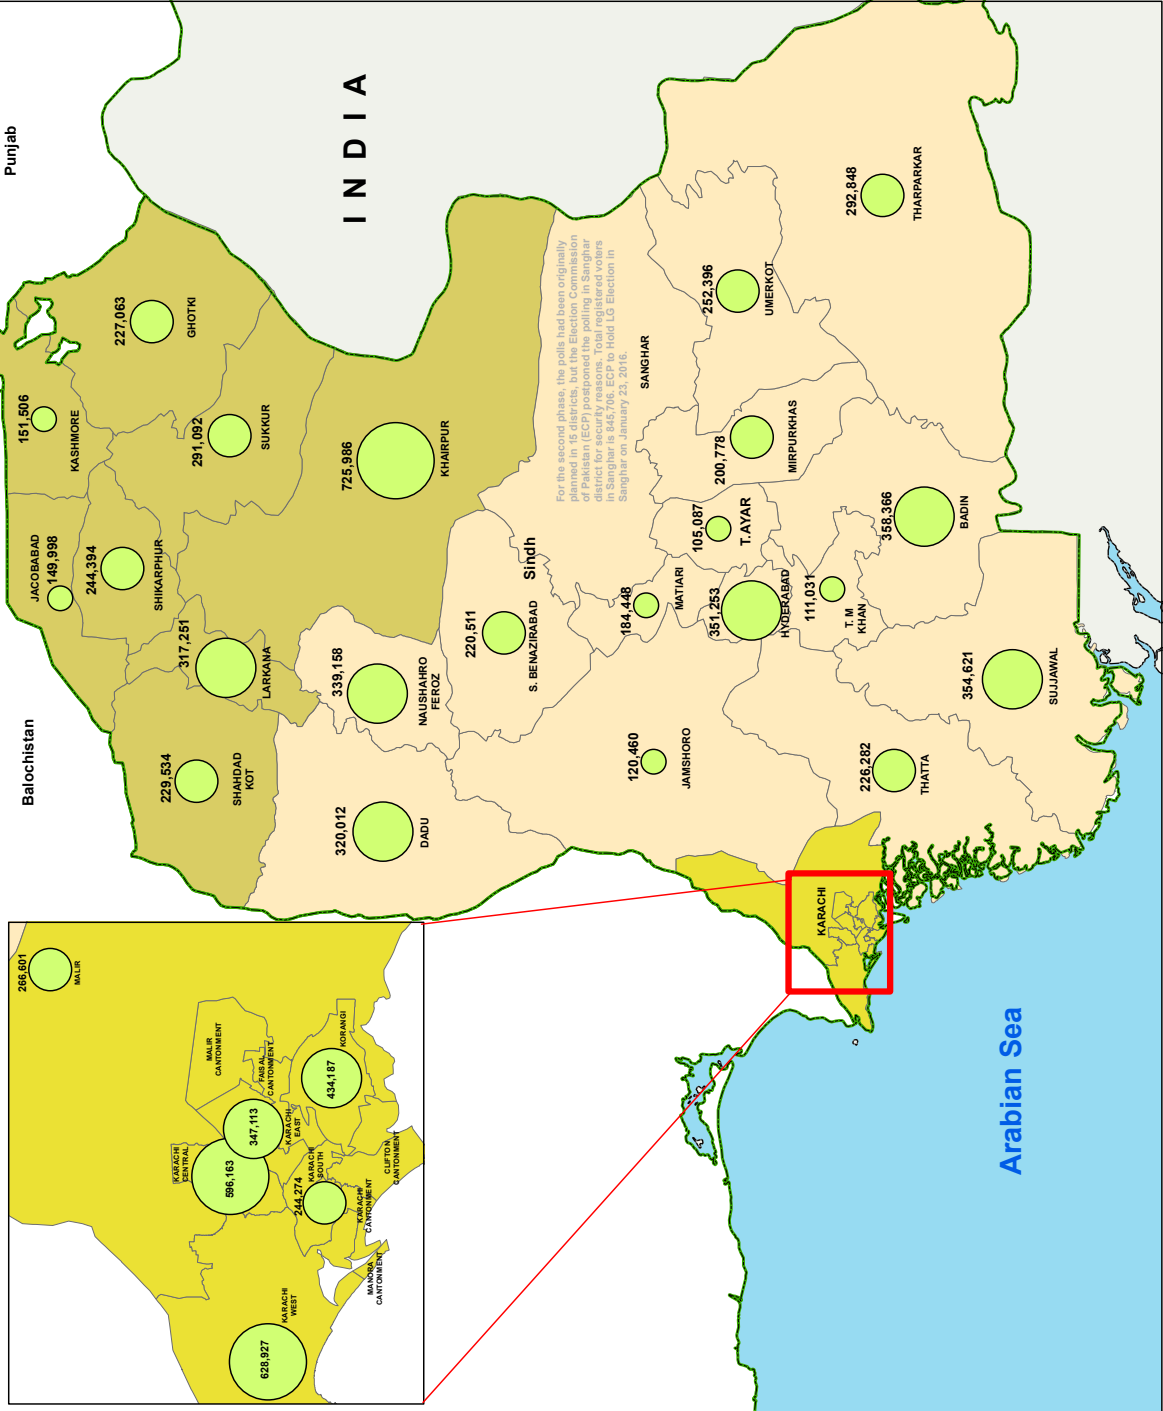 Punjab
INDIA
Balochistan
Sindh
Arabian Sea
151,506
KASHMORE
227,063
GHOTKI
JACOBABAD
149,998
244,394
SHIKARPHUR
291,092
SUKKUR
725,986
KHAIRPUR
317,251
LARKANA
229,534
SHAHDAD
KOT
339,158
NAUSHAHRO
FEROZ
320,012
DADU
220,511
S. BENAZIRABAD
For the second phase, the polls had been originally
planned in 15 districts, but the Election Commission
of Pakistan (ECP) postponed the polling in Sanghar
district for security reasons. Total registered voters
in Sanghar is 845,706. ECP to Hold LG Election in
Sanghar on January 23, 2016.
SANGHAR
184,448
MATIARI
120,460
JAMSHORO
105,087
T.AYAR
351,253
HYDERABAD
200,778
MIRPURKHAS
252,396
UMERKOT
292,848
THARPARKAR
111,031
T. M
KHAN
358,366
BADIN
226,282
THATTA
354,621
SUJJAWAL
KARACHI
266,601
MALIR
MALIR
CANTONMENT
FAISAL
CANTONMENT
434,187
KORANGI
347,113
KARACHI
EAST
KARACHI
CENTRAL
596,163
244,274
KARACHI
SOUTH
CLIFTON
CANTONMENT
KARACHI
CANTONMENT
MANORA
CANTONMENT
KARACHI
WEST
628,927